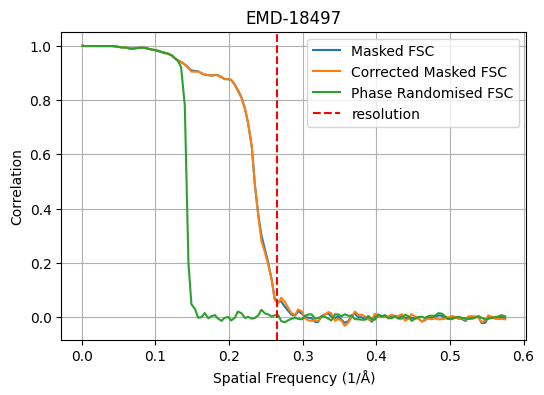 EMD-18497
Masked FSC
Corrected Masked FSC
Phase Randomised FSC
resolution
Correlation
1.0
0.8
0.6
0.4
0.2
0.0
0.0 0.1 0.2 0.3 0.4 0.5 0.6
Spatial Frequency (1/Å)